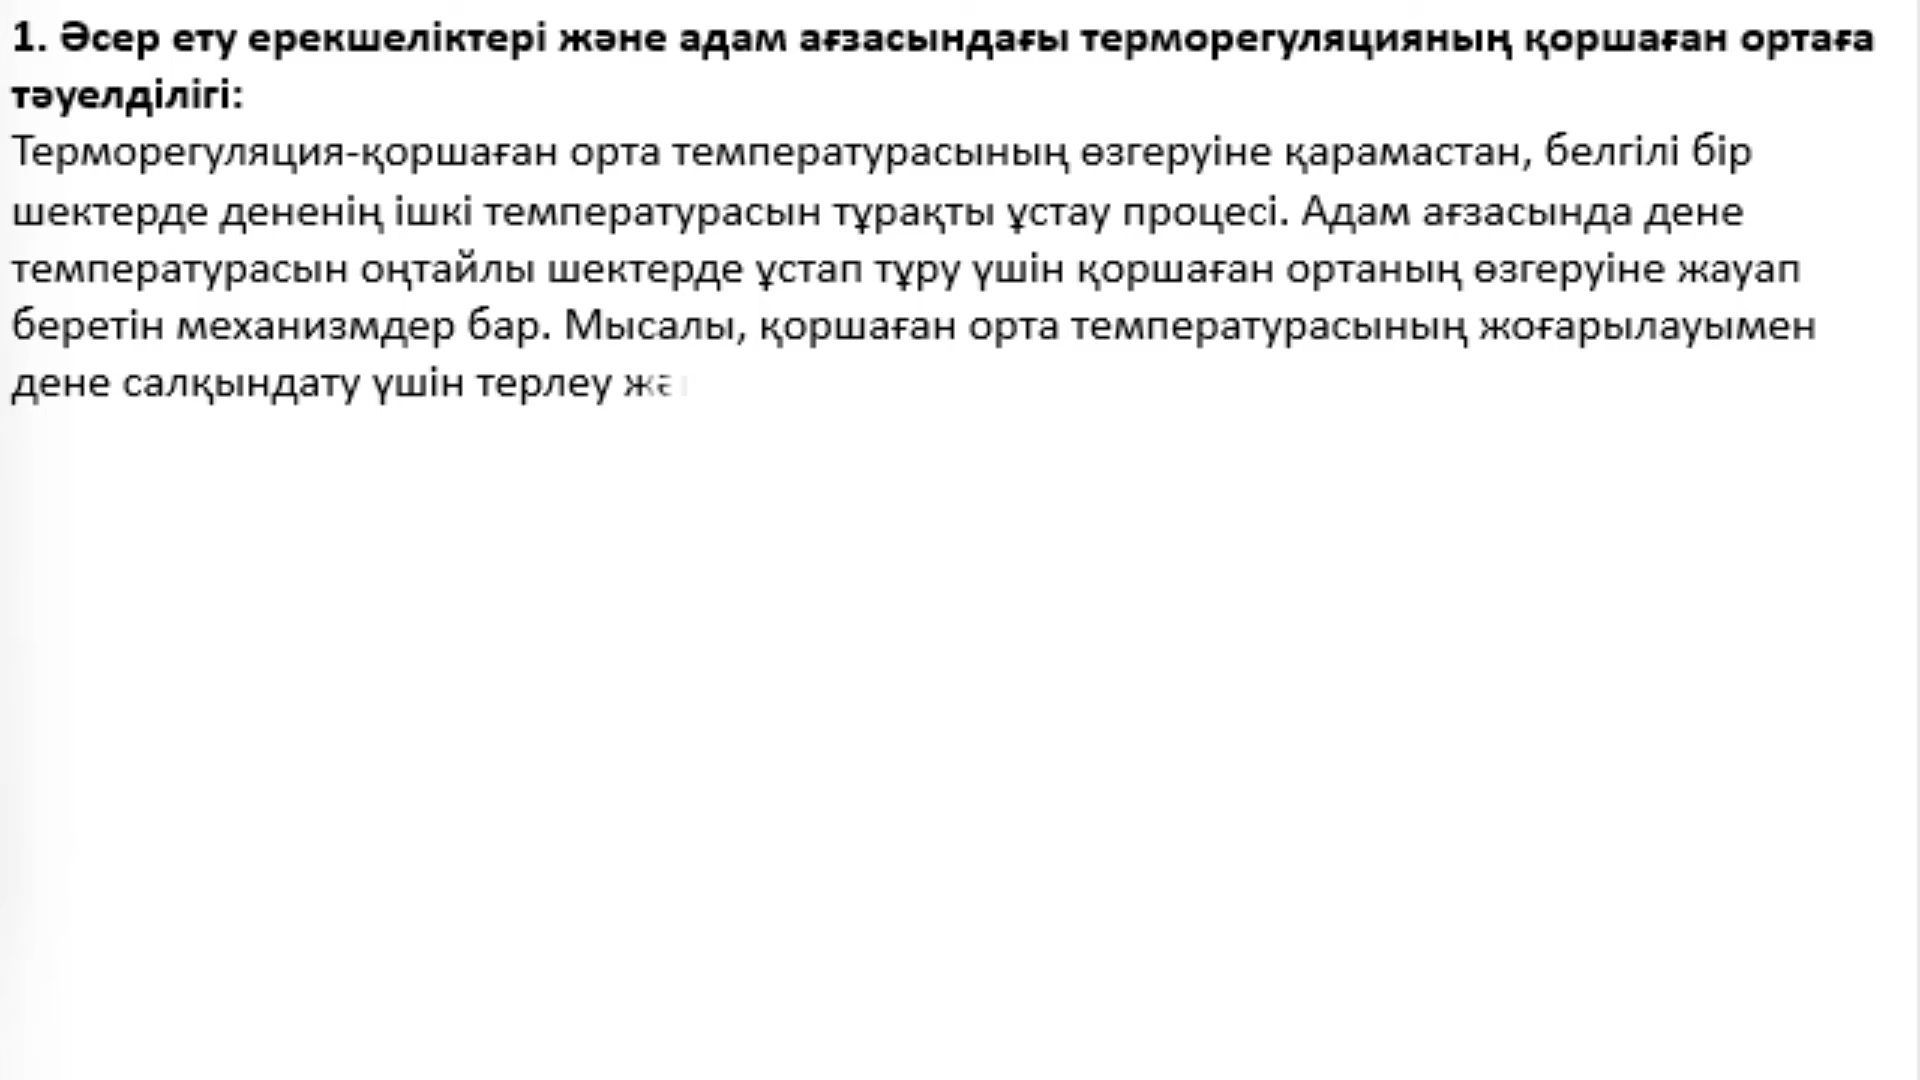 1. Әсер ету ерекшеліктері және адам ағзасындағы терморегуляцияның қоршаған ортаға
тәуелділігі:
Терморегуляция-қоршаған орта температурасының өзгеруіне қарамастан, белгілі бір
шектерде дененің ішкі температурасын тұрақты ұстау процесі. Адам ағзасында дене
температурасын оңтайлы шектерде ұстап тұру үшін қоршаған ортаның өзгеруіне жауап
беретін механизмдер бар. Мысалы, қоршаған орта температурасының жоғарылауымен
дене салқындату үшін терлеу